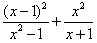 (x-1)²/(x²-1) + x²/(x+1)